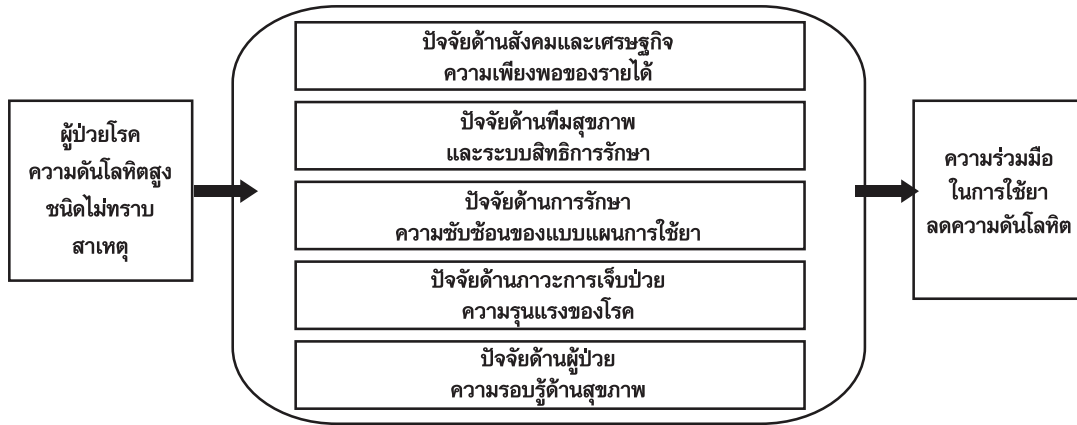 ผู้ป่วยโรค
ความดันโลหิตสูง
ชนิดไม่ทราบ
สาเหตุ
ปัจจัยด้านสังคมและเศรษฐกิจ
ความเพียงพอของรายได้
ปัจจัยด้านทีมสุขภาพ
และระบบสิทธิการรักษา
ปัจจัยด้านการรักษา
ความซับซ้อนของแบบแผนการใช้ยา
ปัจจัยด้านภาวะการเจ็บป่วย
ความรุนแรงของโรค
ปัจจัยด้านผู้ป่วย
ความรอบรู้ด้านสุขภาพ
ความร่วมมือ
ในการใช้ยา
ลดความดันโลหิต